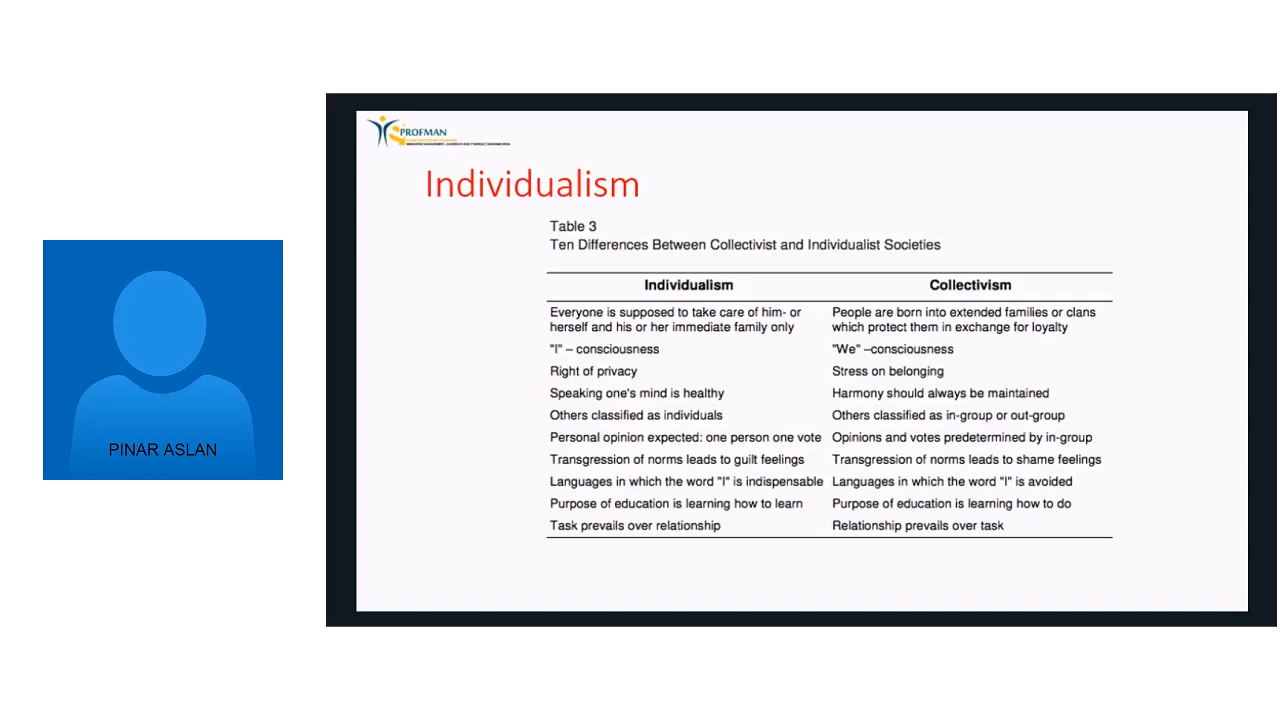 PROFMAN
Individualism
Table 3
Ten Differences Between Collectivist and Individualist Societies
Individualism Collectivism
Everyone is supposed to take care of him- or People are born into extended families or clans
herself and his or her immediate family only which protect them in exchange for loyalty
"I" – consciousness "We" –consciousness
Right of privacy Stress on belonging
Speaking one's mind is healthy Harmony should always be maintained
Others classified as individuals Others classified as in-group or out-group
Personal opinion expected: one person one vote Opinions and votes predetermined by in-group
Transgression of norms leads to guilt feelings Transgression of norms leads to shame feelings
Languages in which the word "I" is indispensable Languages in which the word "I" is avoided
Purpose of education is learning how to learn Purpose of education is learning how to do
Task prevails over relationship Relationship prevails over task
PINAR ASLAN